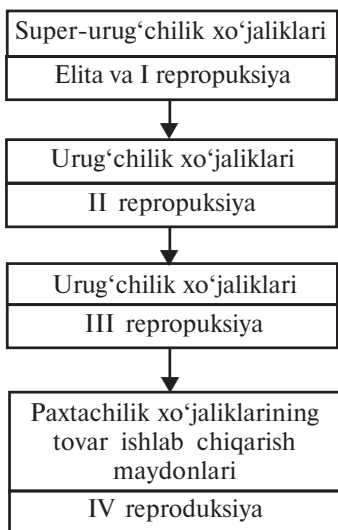 Super-urug‘chilik xo‘jaliklari
Elita va I repropuksiya
Urug‘chilik xo‘jaliklari
II repropuksiya
Urug‘chilik xo‘jaliklari
III repropuksiya
Paxtachilik xo‘jaliklarining
tovar ishlab chiqarish
maydonlari
IV reproduksiya